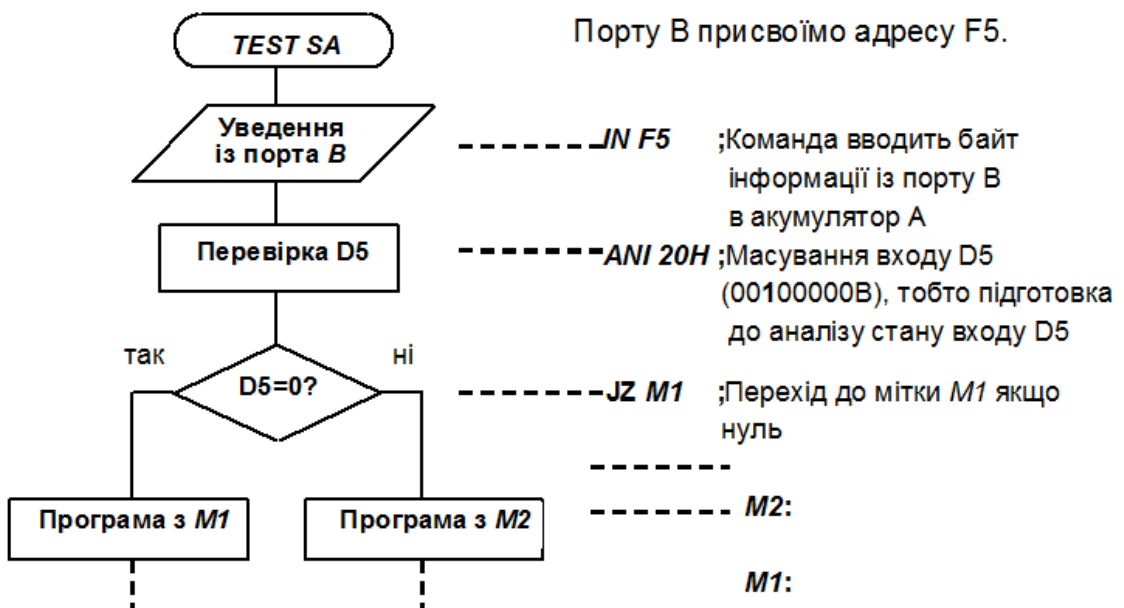 TEST SA
Порту В присвоїмо адресу F5.
Уведення
із порта B
IN F5 ;Команда вводить байт
інформації із порту В
в акумулятор А
Перевірка D5
ANI 20H ;Масування входу D5
(00100000В), тобто підготовка
до аналізу стану входу D5
так
ні
D5=0?
JZ M1 ;Перехід до мітки M1 якщо
нуль
Програма з M1
Програма з M2
M2:
M1: